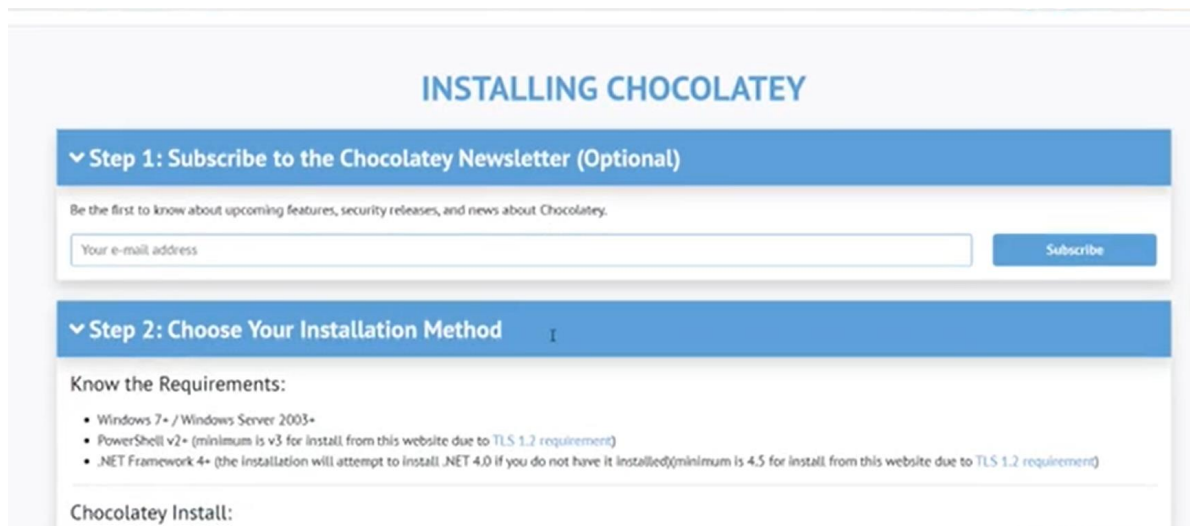 INSTALLING CHOCOLATEY
Step 1: Subscribe to the Chocolatey Newsletter (Optional)
Be the first to know about upcoming features, security releases, and news about Chocolatey.
Your e-mail address
Subscribe
Step 2: Choose Your Installation Method
Know the Requirements:
• Windows 7+ / Windows Server 2003+
• PowerShell v2+ (minimum is v3 for install from this website due to TLS 1.2 requirement)
• .NET Framework 4+ (the installation will attempt to install .NET 4.0 if you do not have it installed)(minimum is 4.5 for install from this website due to TLS 1.2 requirement)
Chocolatey Install: